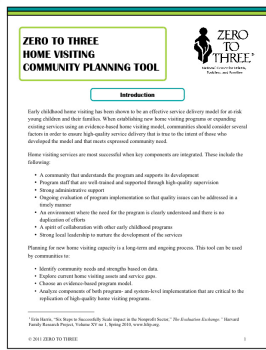 ZERO TO THREE
HOME VISITING
COMMUNITY PLANNING TOOL
ZERO
TO
THREE®
National Center for Infants,
Toddlers, and Families
Introduction
Early childhood home visiting has been shown to be an effective service delivery model for at-risk
young children and their families. When establishing new home visiting programs or expanding
existing services using an evidence-based home visiting model, communities should consider several
factors in order to ensure high-quality service delivery that is true to the intent of those who
developed the model and that meets expressed community need.
Home visiting services are most successful when key components are integrated. These include the
following:
• A community that understands the program and supports its development
• Program staff that are well-trained and supported through high-quality supervision
• Strong administrative support
• Ongoing evaluation of program implementation so that quality issues can be addressed in a
timely manner
• An environment where the need for the program is clearly understood and there is no
duplication of efforts
• A spirit of collaboration with other early childhood programs
• Strong local leadership to nurture the development of the services
Planning for new home visiting capacity is a long-term and ongoing process. This tool can be used
by communities to:
• Identify community needs and strengths based on data.
• Explore current home visiting assets and service gaps.
• Choose an evidence-based program model.
• Analyze components of both program- and system-level implementation that are critical to the
replication of high-quality home visiting programs.
Erin Harris, "Six Steps to Successfully Scale Impact in the Nonprofit Sector," The Evaluation Exchange. Harvard
Family Research Project, Volume XV no 1, Spring 2010, www.hfrp.org.
© 2011 ZERO TO THREE 1